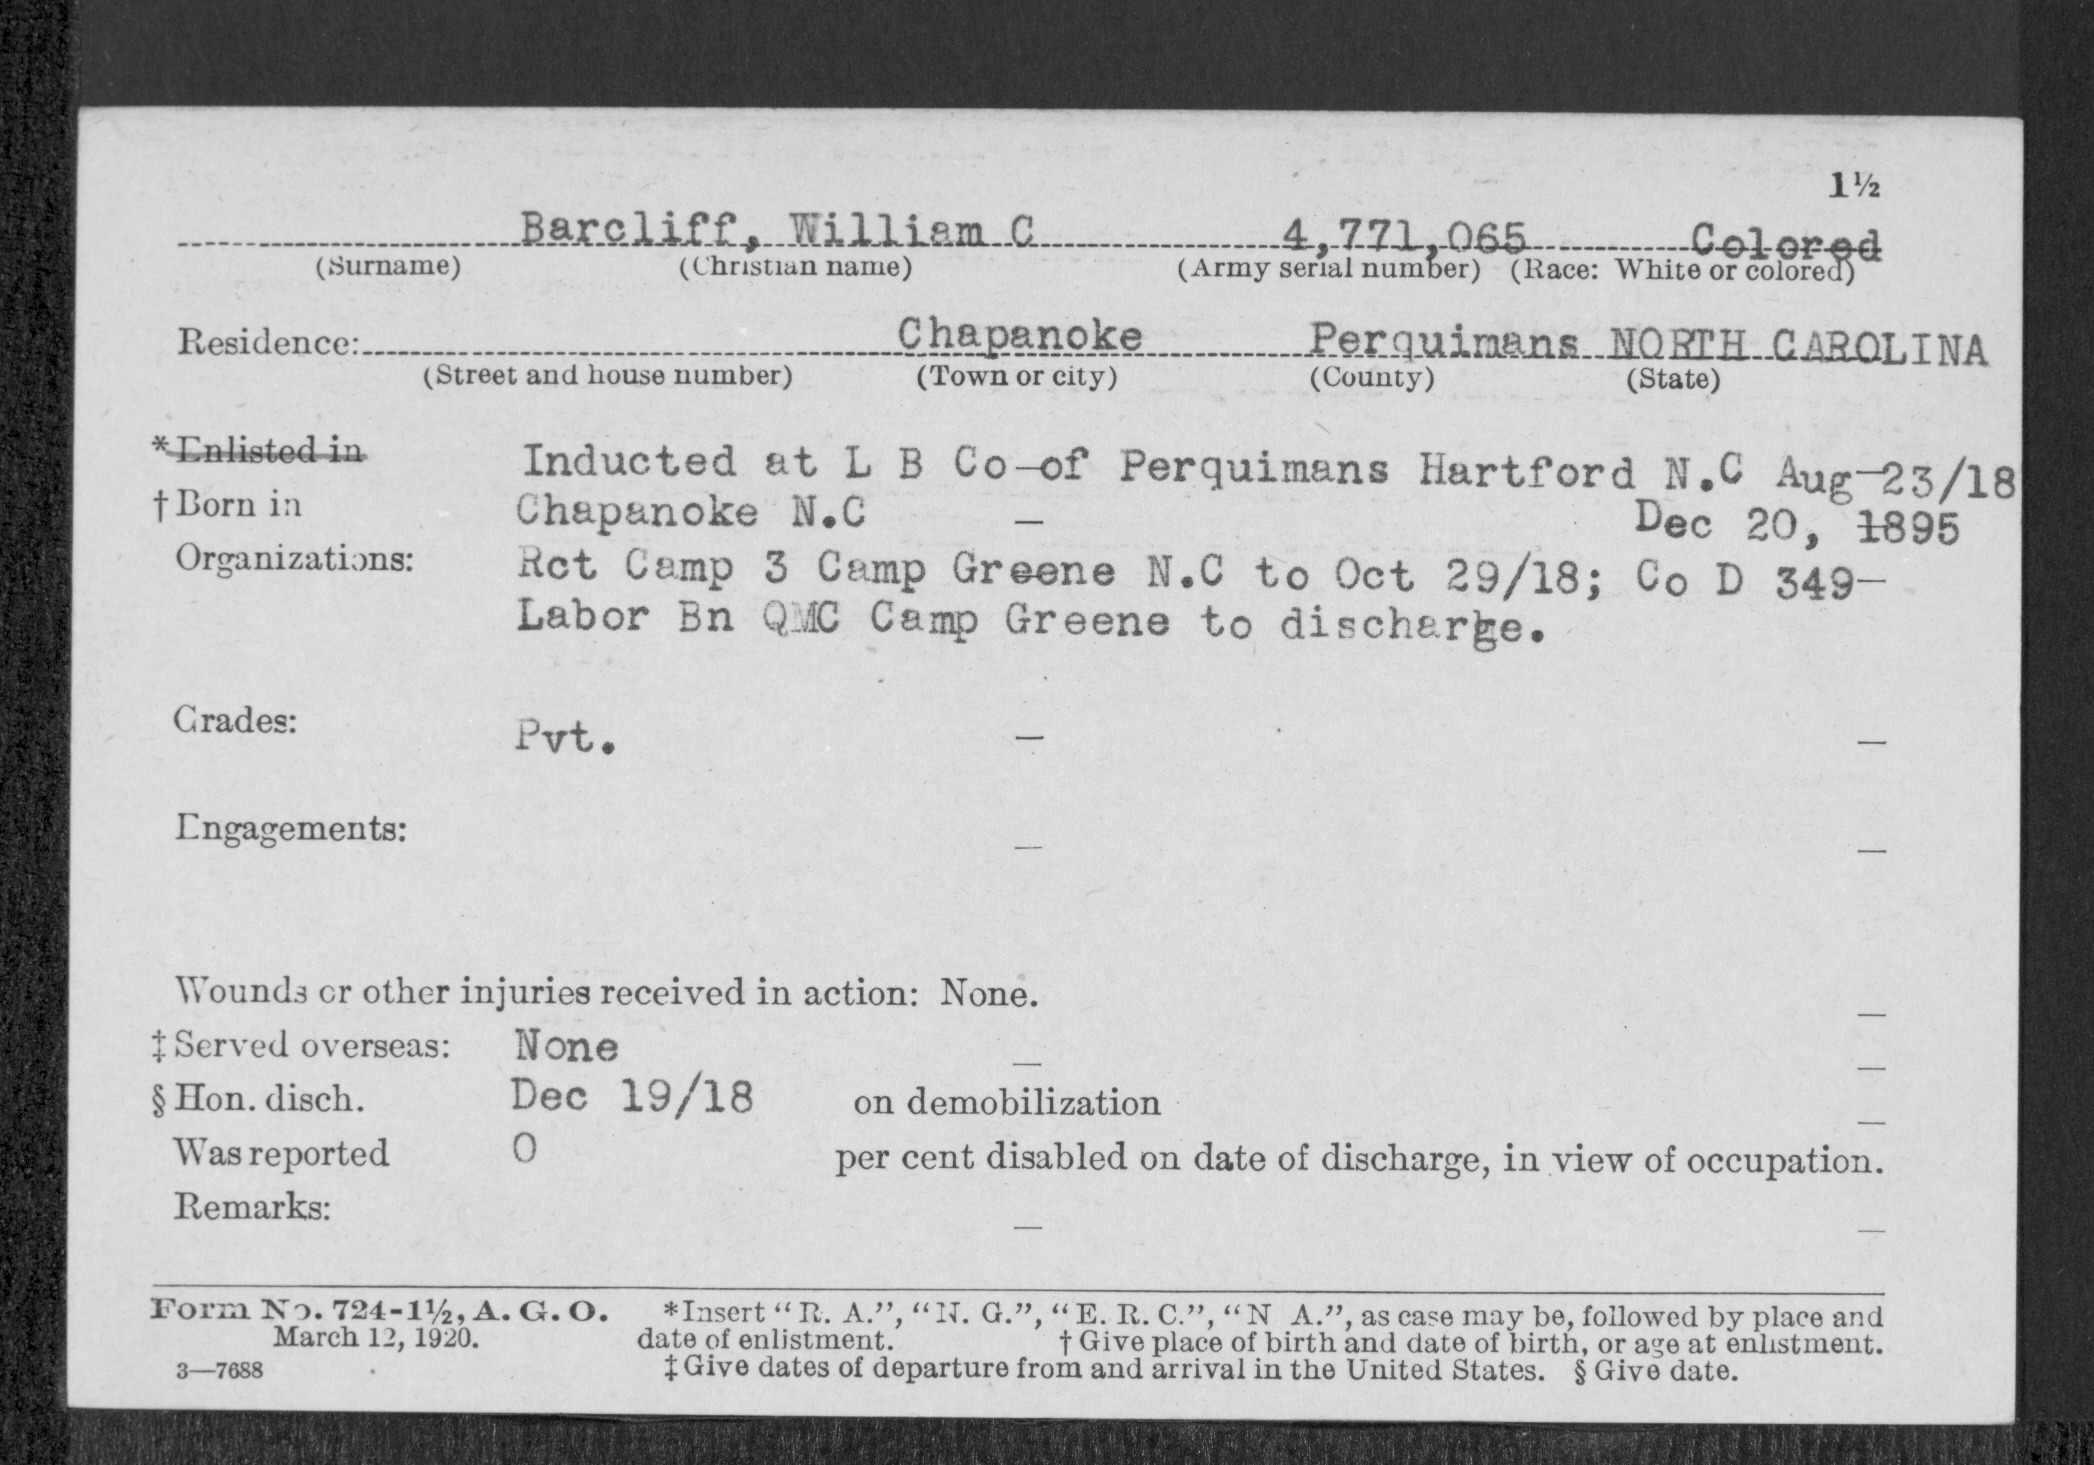 1½
Barcliff, William C 4,771,065 Colored
(Surname) (Christian name) (Army serial number) (Race: White or colored)
Residence: Chapanoke Perquimans NORTH CAROLINA
(Street and house number) (Town or city) (County) (State)
*Enlisted in Inducted at L B Co of Perquimans Hartford N.C Aug 23/18
†Born in Chapanoke N.C Dec 20, 1895
Organizations: Rct Camp 3 Camp Greene N.C to Oct 29/18; Co D 349
Labor Bn QMC Camp Greene to discharge.
Grades: Pvt.
Engagements:
Wounds or other injuries received in action: None.
‡Served overseas: None
§Hon. disch. Dec 19/18 on demobilization
Was reported 0 per cent disabled on date of discharge, in view of occupation.
Remarks:
Form No. 724-1½, A. G. O. *Insert "R. A.", "N. G.", "E. R. C.", "N A.", as case may be, followed by place and
March 12, 1920. date of enlistment. †Give place of birth and date of birth, or age at enlistment.
3—7688 ‡Give dates of departure from and arrival in the United States. §Give date.